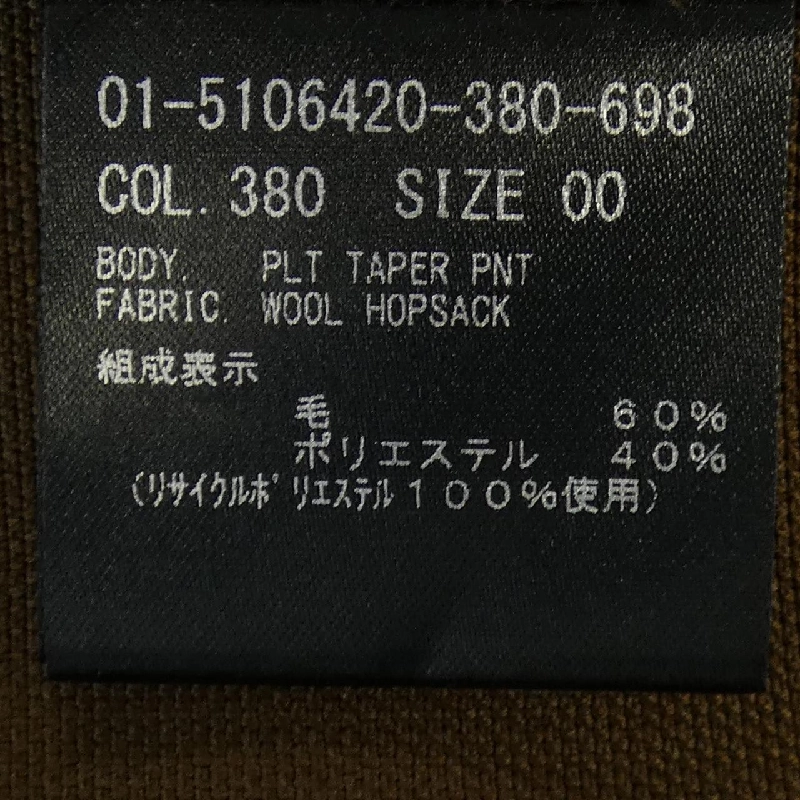 01-5106420-380-698
COL. 380 SIZE 00
BODY. PLT TAPER PNT
FABRIC. WOOL HOPSACK
組成表示
毛 60%
ポリエステル 40%
(リサイクルポリエステル100%使用)